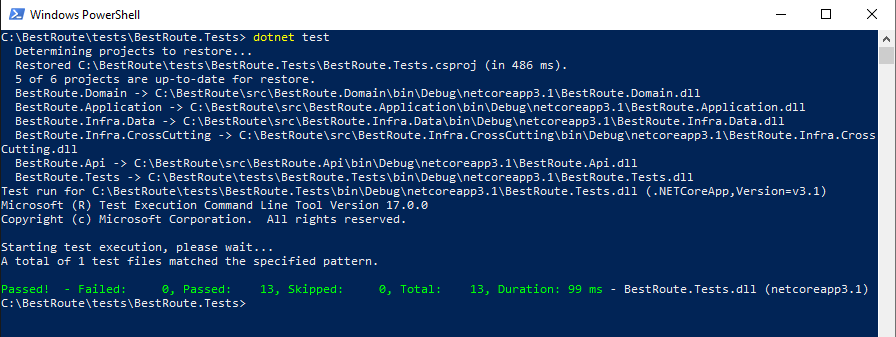 Windows PowerShell
C:\BestRoute\tests\BestRoute.Tests> dotnet test
  Determining projects to restore...
  Restored C:\BestRoute\tests\BestRoute.Tests\BestRoute.Tests.csproj (in 486 ms).
  5 of 6 projects are up-to-date for restore.
  BestRoute.Domain -> C:\BestRoute\src\BestRoute.Domain\bin\Debug\netcoreapp3.1\BestRoute.Domain.dll
  BestRoute.Application -> C:\BestRoute\src\BestRoute.Application\bin\Debug\netcoreapp3.1\BestRoute.Application.dll
  BestRoute.Infra.Data -> C:\BestRoute\src\BestRoute.Infra.Data\bin\Debug\netcoreapp3.1\BestRoute.Infra.Data.dll
  BestRoute.Infra.CrossCutting -> C:\BestRoute\src\BestRoute.Infra.CrossCutting\bin\Debug\netcoreapp3.1\BestRoute.Infra.Cross
Cutting.dll
  BestRoute.Api -> C:\BestRoute\src\BestRoute.Api\bin\Debug\netcoreapp3.1\BestRoute.Api.dll
  BestRoute.Tests -> C:\BestRoute\tests\BestRoute.Tests\bin\Debug\netcoreapp3.1\BestRoute.Tests.dll
Test run for C:\BestRoute\tests\BestRoute.Tests\bin\Debug\netcoreapp3.1\BestRoute.Tests.dll (.NETCoreApp,Version=v3.1)
Microsoft (R) Test Execution Command Line Tool Version 17.0.0
Copyright (c) Microsoft Corporation.  All rights reserved.

Starting test execution, please wait...
A total of 1 test files matched the specified pattern.

Passed!  - Failed:     0, Passed:    13, Skipped:     0, Total:    13, Duration: 99 ms - BestRoute.Tests.dll (netcoreapp3.1)
C:\BestRoute\tests\BestRoute.Tests>